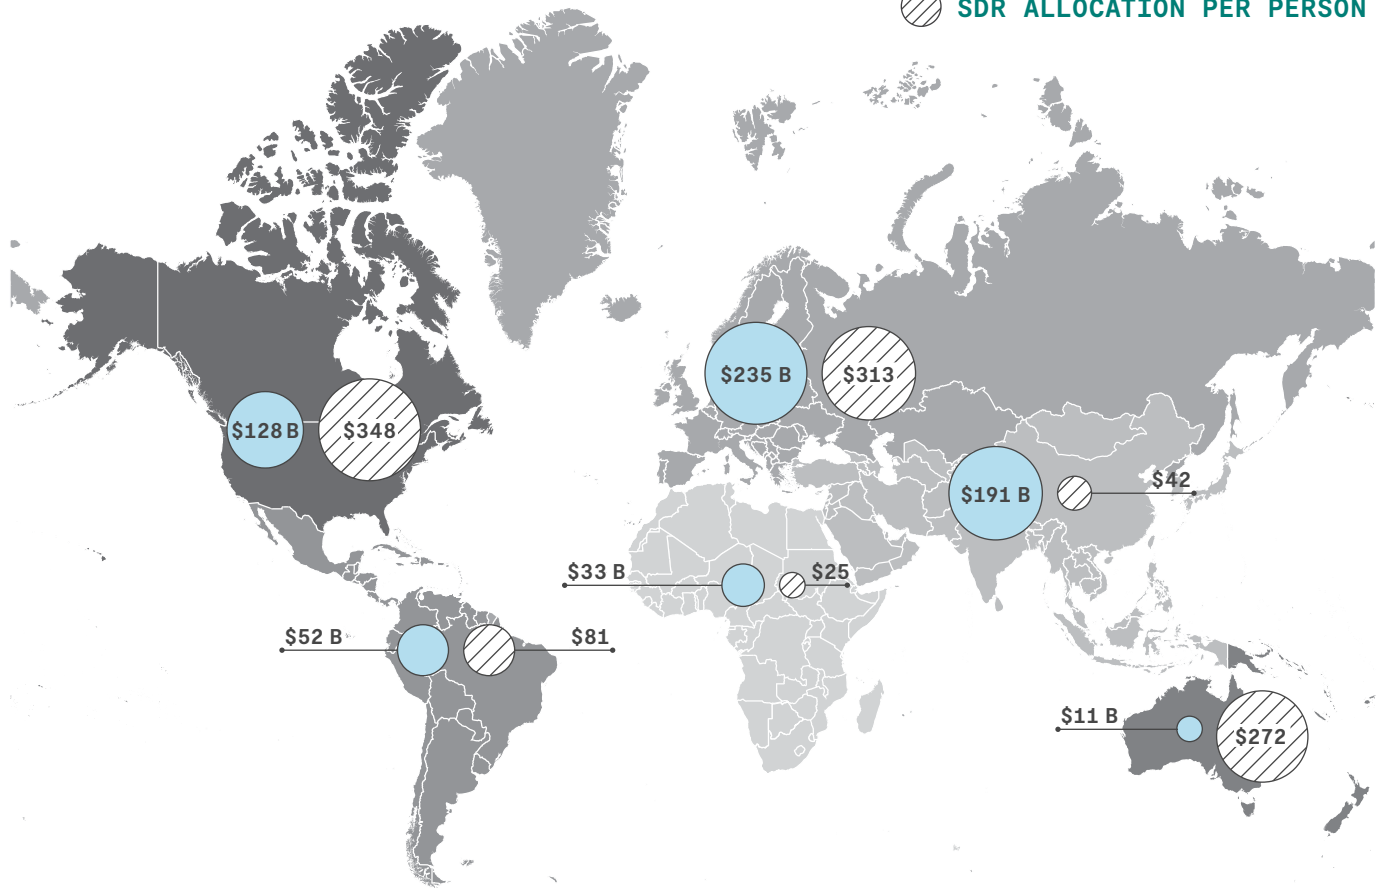 SDR ALLOCATION PER PERSON
$235 B
$313
$128 B
$348
$191 B
$42
$33 B
$25
$52 B
$81
$11 B
$272